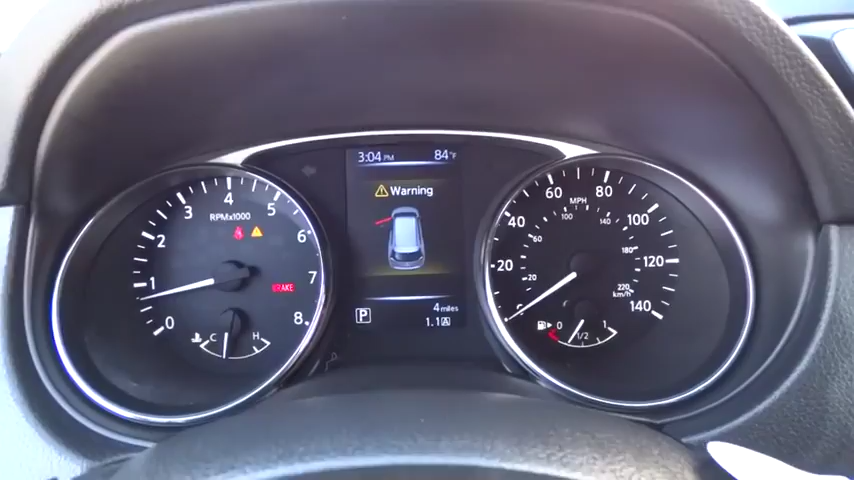 3:04 PM 84°F
Warning
4 miles
P 1.1 A
RPMx1000
0 1 2 3 4 5 6 7 8
BRAKE
C H
MPH
20 40 60 80 100 120 140
km/h
20 60 100 140 180 220
0 1/2 1